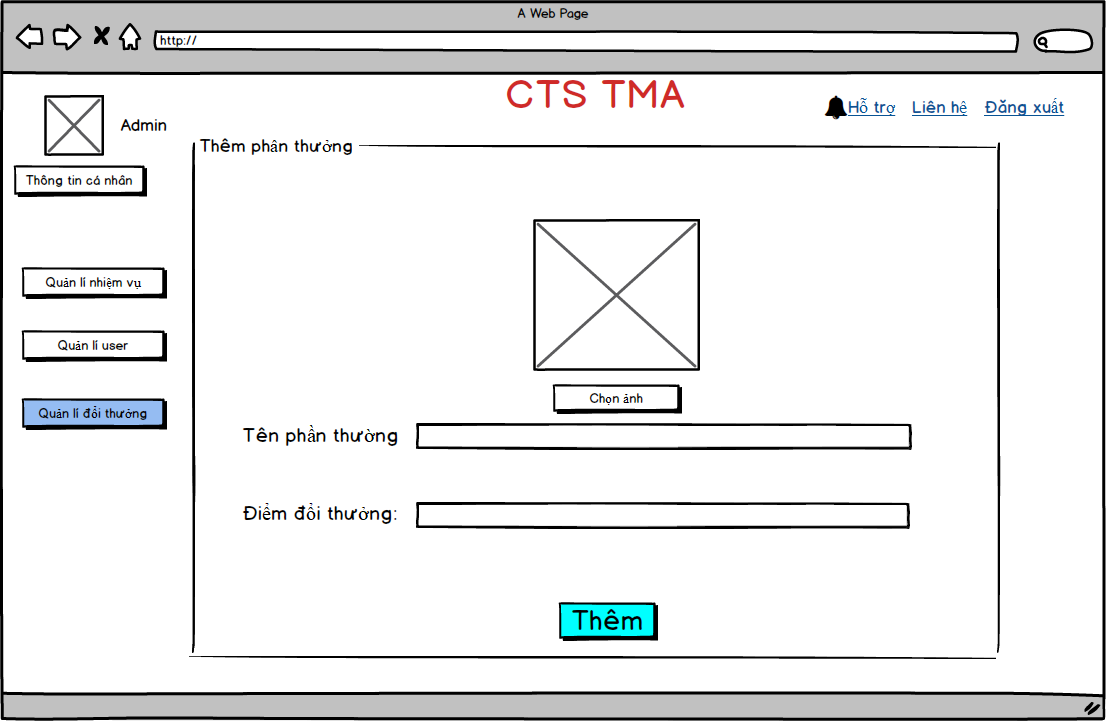 A Web Page
http://
CTS TMA
Admin
Hỗ trợ Liên hệ Đăng xuất
Thêm phần thưởng
Thông tin cá nhân
Quản lí nhiệm vụ
Quản lí user
Quản lí đổi thưởng
Chọn ảnh
Tên phần thường
Điểm đổi thưởng:
Thêm